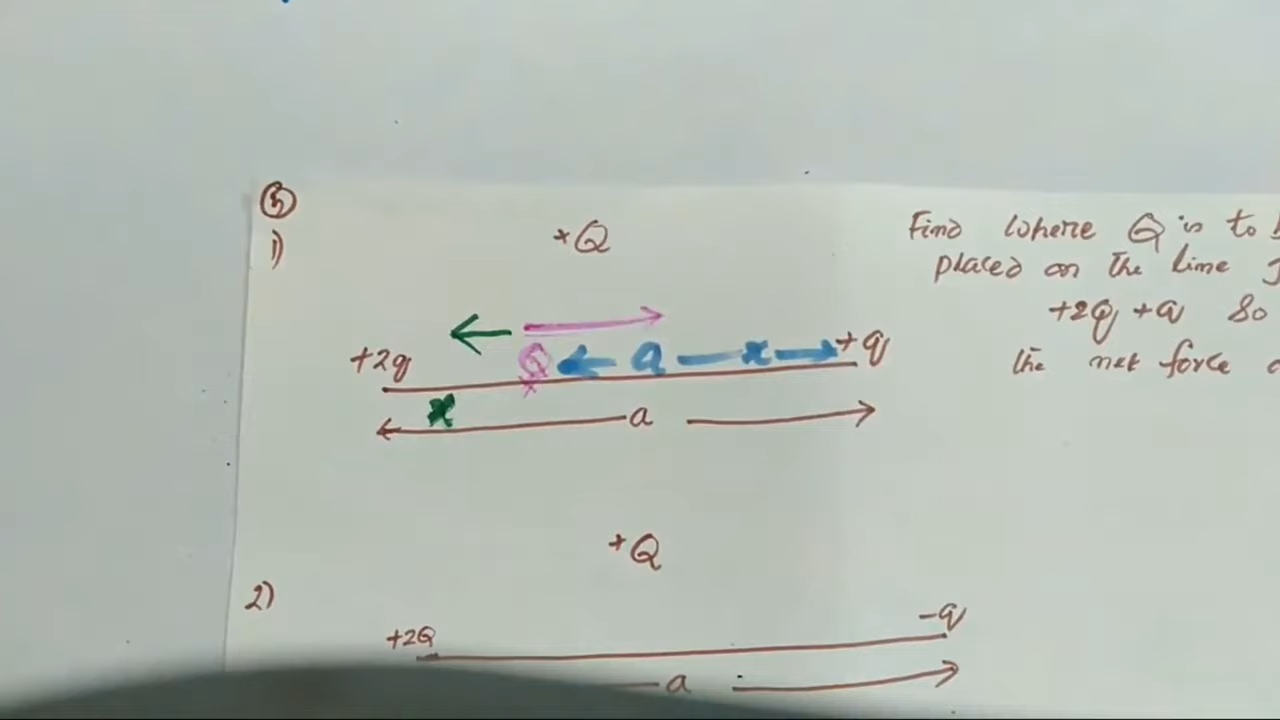 5
1)
+Q
Find where Q is to
placed on the line
+2q +q So
the net force
+2q Q a — x +q
x
a
+Q
2)
+2Q -q
a